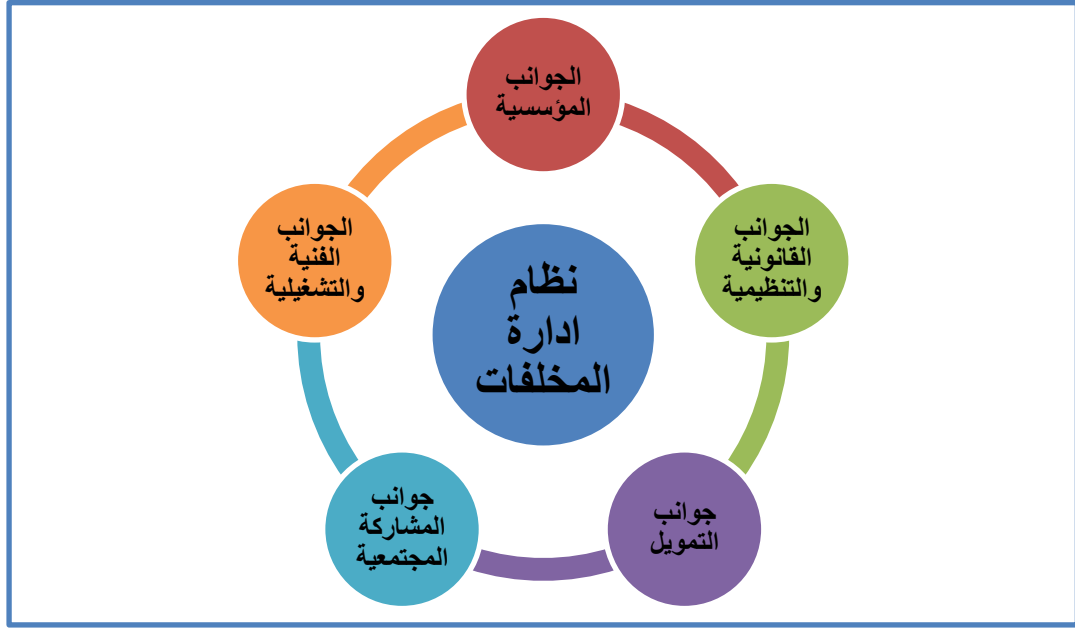 الجوانب
المؤسسية
الجوانب
القانونية
والتنظيمية
جوانب
التمويل
جوانب
المشاركة
المجتمعية
الجوانب
الفنية
والتشغيلية
نظام
ادارة
المخلفات